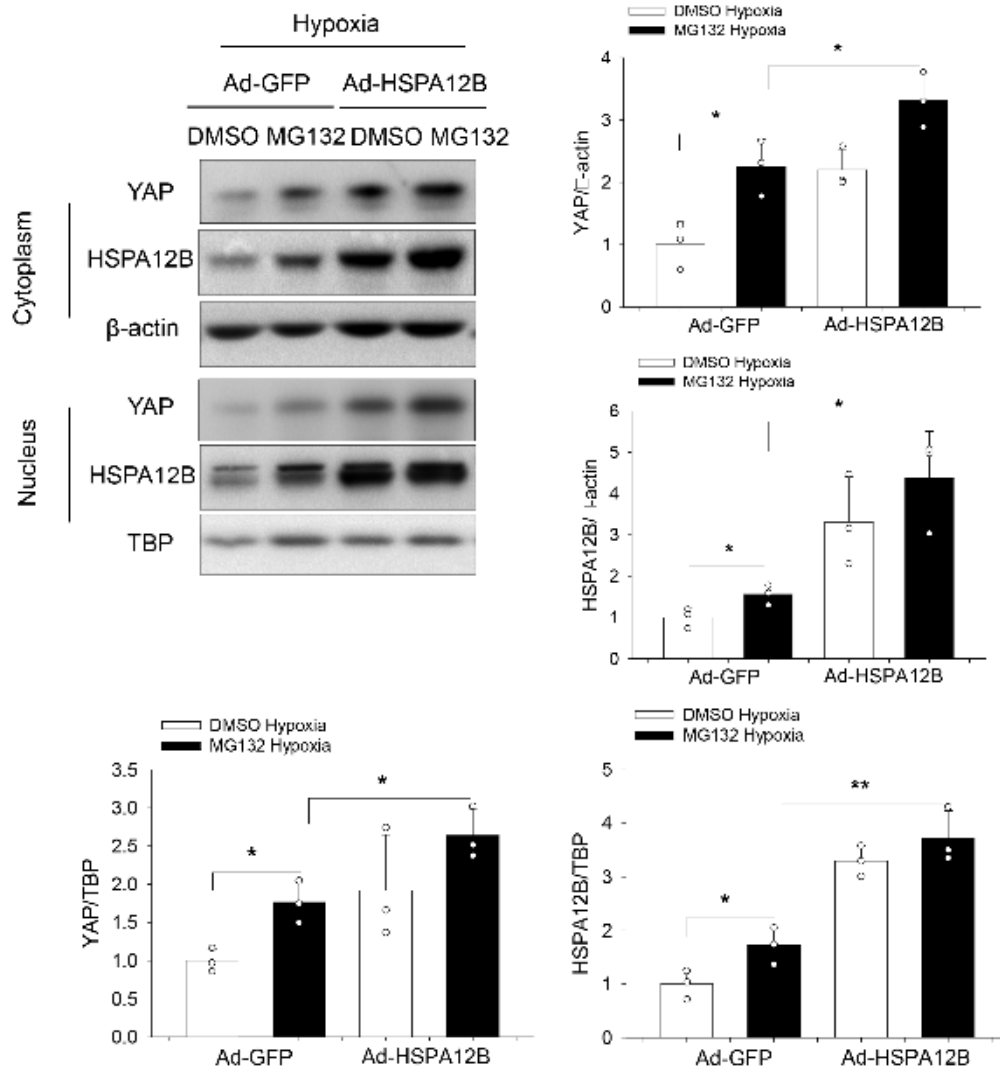 Hypoxia
Ad-GFP Ad-HSPA12B
DMSO MG132 DMSO MG132
Cytoplasm
YAP
HSPA12B
β-actin
Nucleus
YAP
HSPA12B
TBP
DMSO Hypoxia
MG132 Hypoxia
YAP/□-actin
4
3
2
1
0
*
*
Ad-GFP Ad-HSPA12B
DMSO Hypoxia
MG132 Hypoxia
HSPA12B/ -actin
6
5
4
3
2
1
0
*
*
Ad-GFP Ad-HSPA12B
DMSO Hypoxia
MG132 Hypoxia
YAP/TBP
3.5
3.0
2.5
2.0
1.5
1.0
0.5
0.0
*
*
Ad-GFP Ad-HSPA12B
DMSO Hypoxia
MG132 Hypoxia
HSPA12B/TBP
5
4
3
2
1
0
*
**
Ad-GFP Ad-HSPA12B